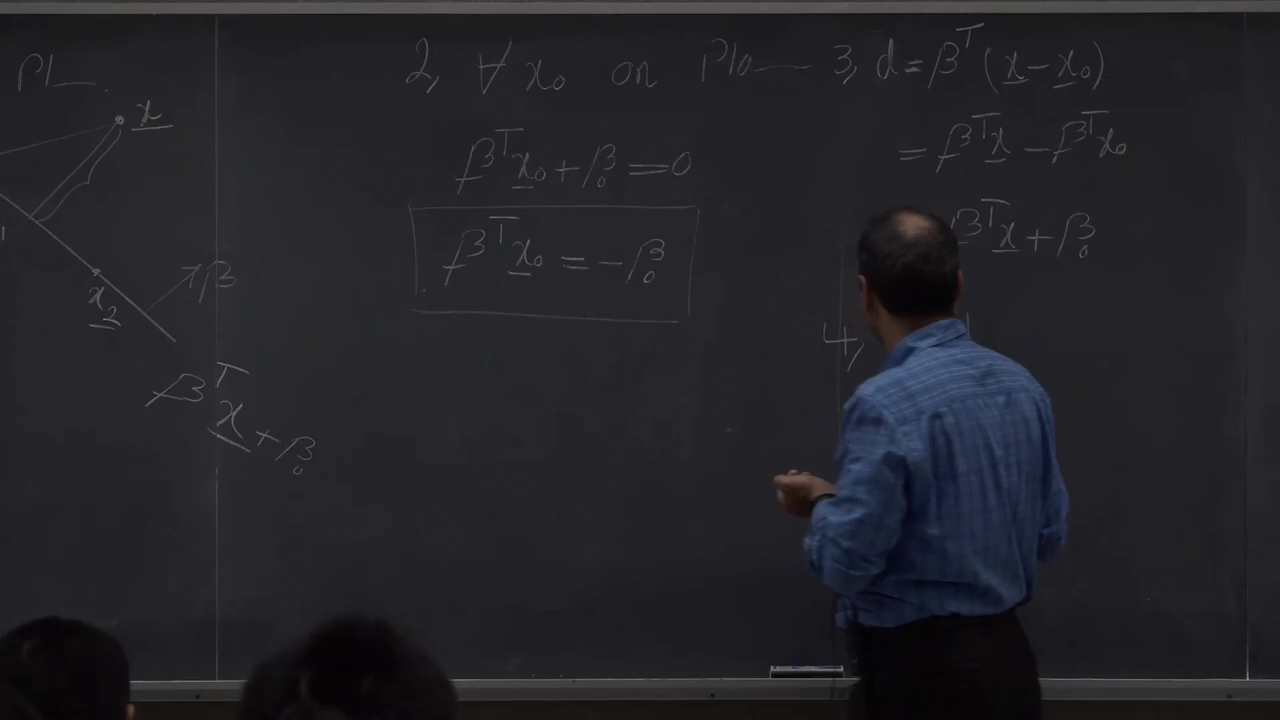 PL
x
x₂
β
βᵀx + β₀
2, ∀ x₀ on Pla
βᵀx₀ + β₀ = 0
βᵀx₀ = -β₀
3, d = βᵀ(x - x₀)
= βᵀx - βᵀx₀
βᵀx + β₀
4,